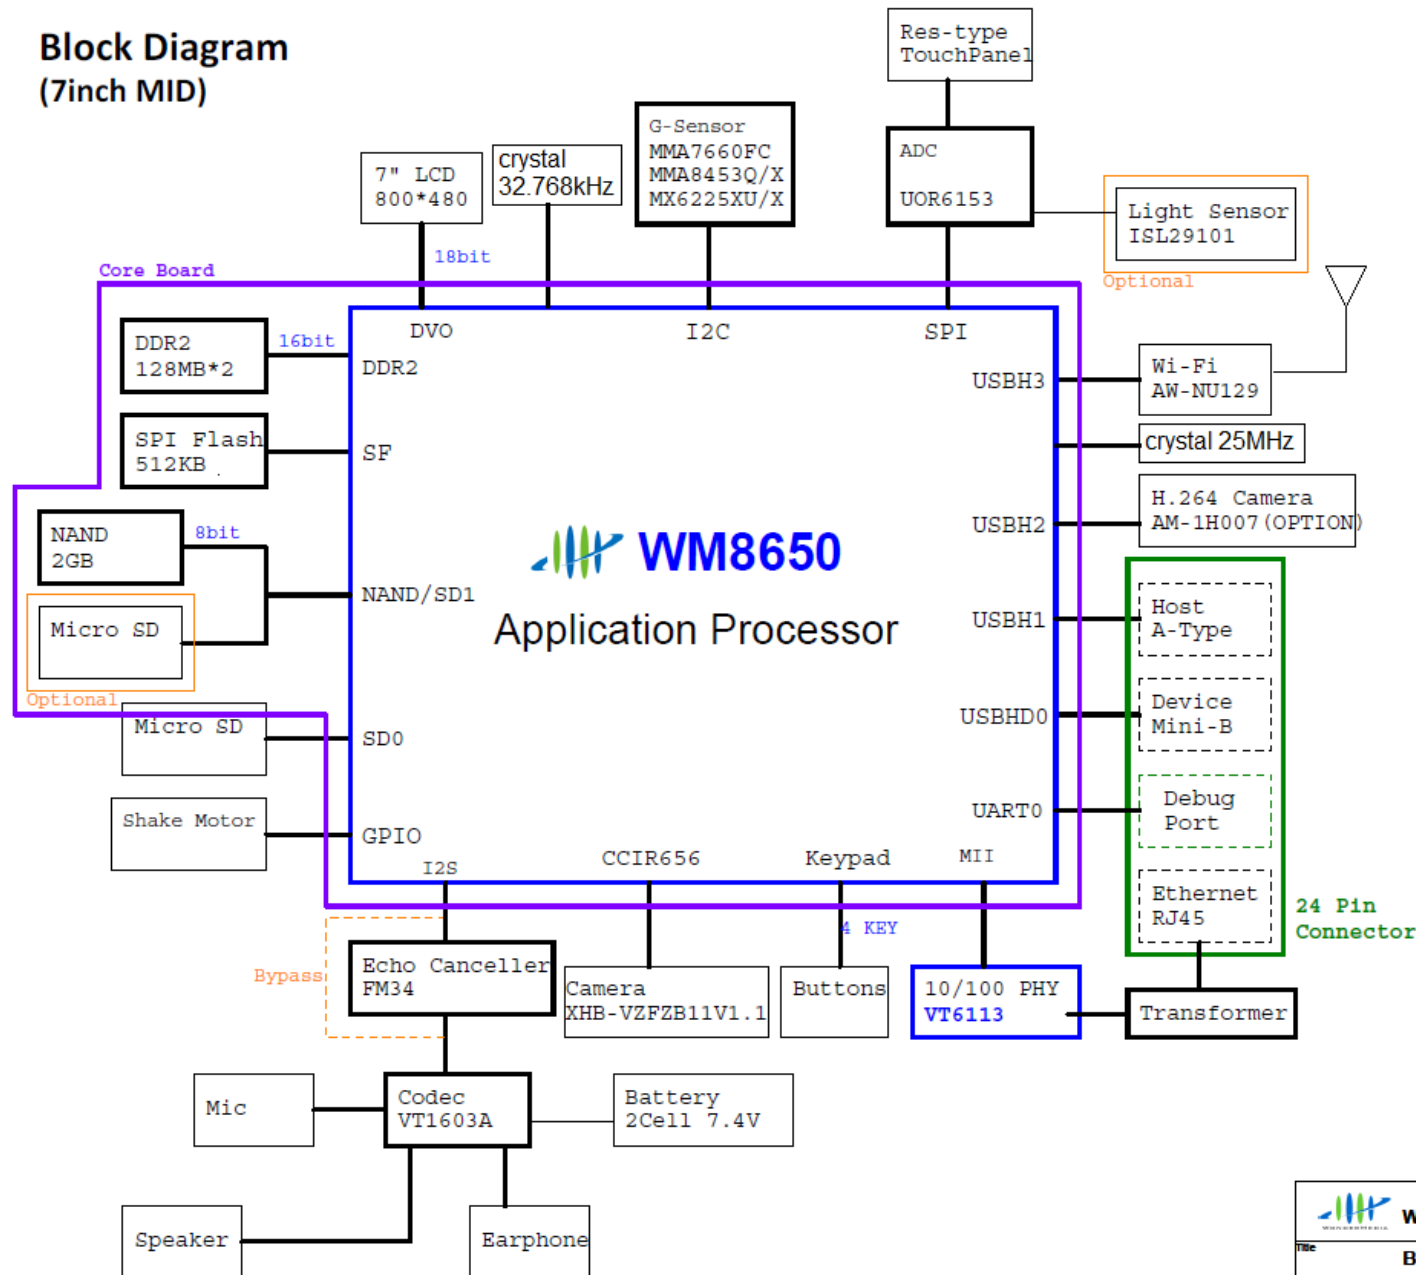 Block Diagram
(7inch MID)
Res-type
TouchPanel
G-Sensor
MMA7660FC
MMA8453Q/X
MX6225XU/X
ADC
UOR6153
crystal
32.768kHz
7" LCD
800*480
Light Sensor
ISL29101
Optional
18bit
Core Board
DVO
I2C
SPI
DDR2
128MB*2
16bit
DDR2
USBH3
Wi-Fi
AW-NU129
SPI Flash
512KB
SF
crystal 25MHz
H.264 Camera
AM-1H007(OPTION)
USBH2
NAND
2GB
8bit
WM8650
Application Processor
NAND/SD1
Micro SD
Optional
USBH1
Host
A-Type
USBHD0
Device
Mini-B
Micro SD
SD0
UART0
Debug
Port
Shake Motor
GPIO
I2S
CCIR656
Keypad
MII
Ethernet
RJ45
24 Pin
Connector
4 KEY
Bypass
Echo Canceller
FM34
Camera
XHB-VZFZB11V1.1
Buttons
10/100 PHY
VT6113
Transformer
Mic
Codec
VT1603A
Battery
2Cell 7.4V
Speaker
Earphone
WONDERMEDIA
W
Title
B